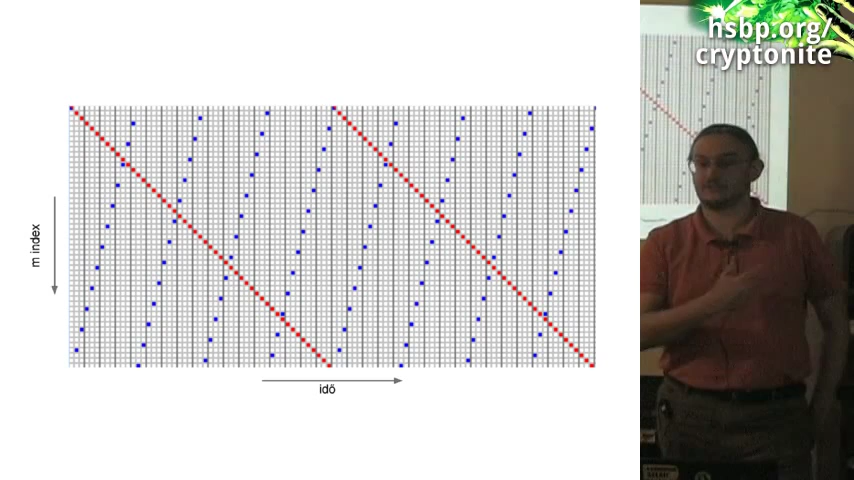 hsbp.org/
cryptonite
m index
idő